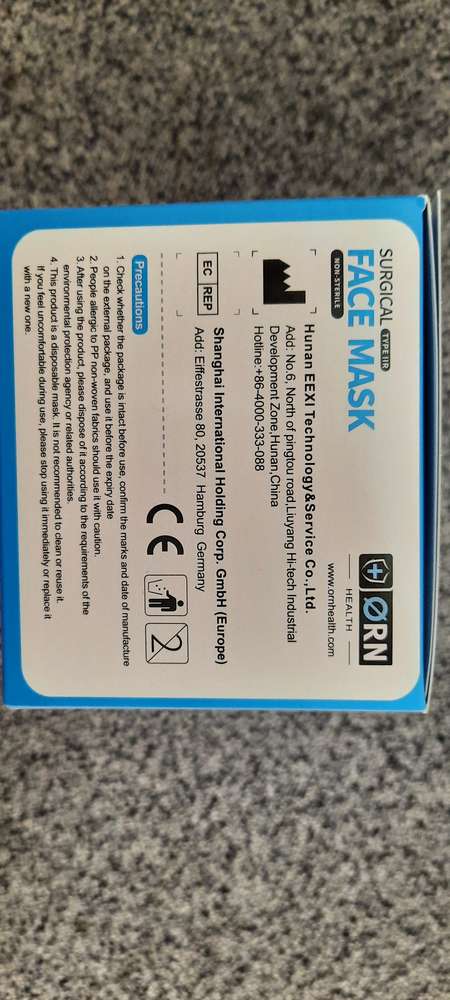 SURGICAL TYPE IIR
FACE MASK
NON-STERILE
ØRN
HEALTH
www.ornhealth.com
Hunan EEXI Technology&Service Co.,Ltd.
Add: No.6, North of pingtou road,Liuyang Hi-tech Industrial
Development Zone,Hunan,China
Hotline:+86-4000-333-088
EC REP
Shanghai International Holding Corp. GmbH (Europe)
Add: Eiffestrasse 80, 20537 Hamburg Germany
CE
2
Precautions
1. Check whether the package is intact before use, confirm the marks and date of manufacture
on the external package, and use it before the expiry date
2. People allergic to PP non-woven fabrics should use it with caution.
3. After using the product, please dispose of it according to the requirements of the
environmental protection agency or related authorities.
4. This product is a disposable mask. It is not recommended to clean or reuse it.
If you feel uncomfortable during use, please stop using it immediately or replace it
with a new one.